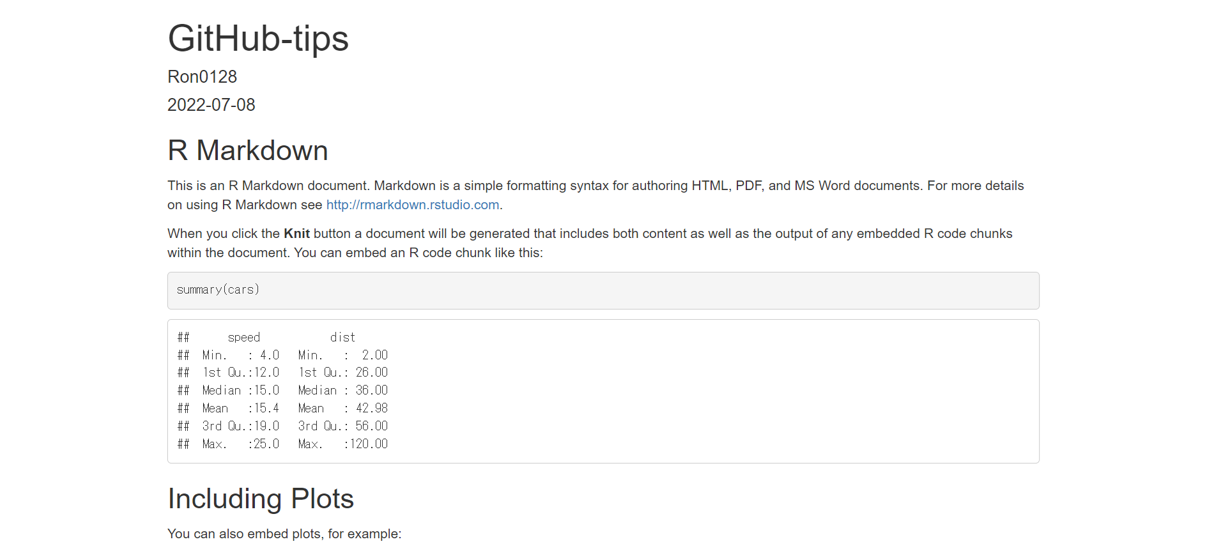 GitHub-tips
Ron0128
2022-07-08
R Markdown
This is an R Markdown document. Markdown is a simple formatting syntax for authoring HTML, PDF, and MS Word documents. For more details
on using R Markdown see http://rmarkdown.rstudio.com.
When you click the Knit button a document will be generated that includes both content as well as the output of any embedded R code chunks
within the document. You can embed an R code chunk like this:
summary(cars)
##      speed           dist
##  Min.   : 4.0   Min.   :  2.00
##  1st Qu.:12.0   1st Qu.: 26.00
##  Median :15.0   Median : 36.00
##  Mean   :15.4   Mean   : 42.98
##  3rd Qu.:19.0   3rd Qu.: 56.00
##  Max.   :25.0   Max.   :120.00
Including Plots
You can also embed plots, for example: